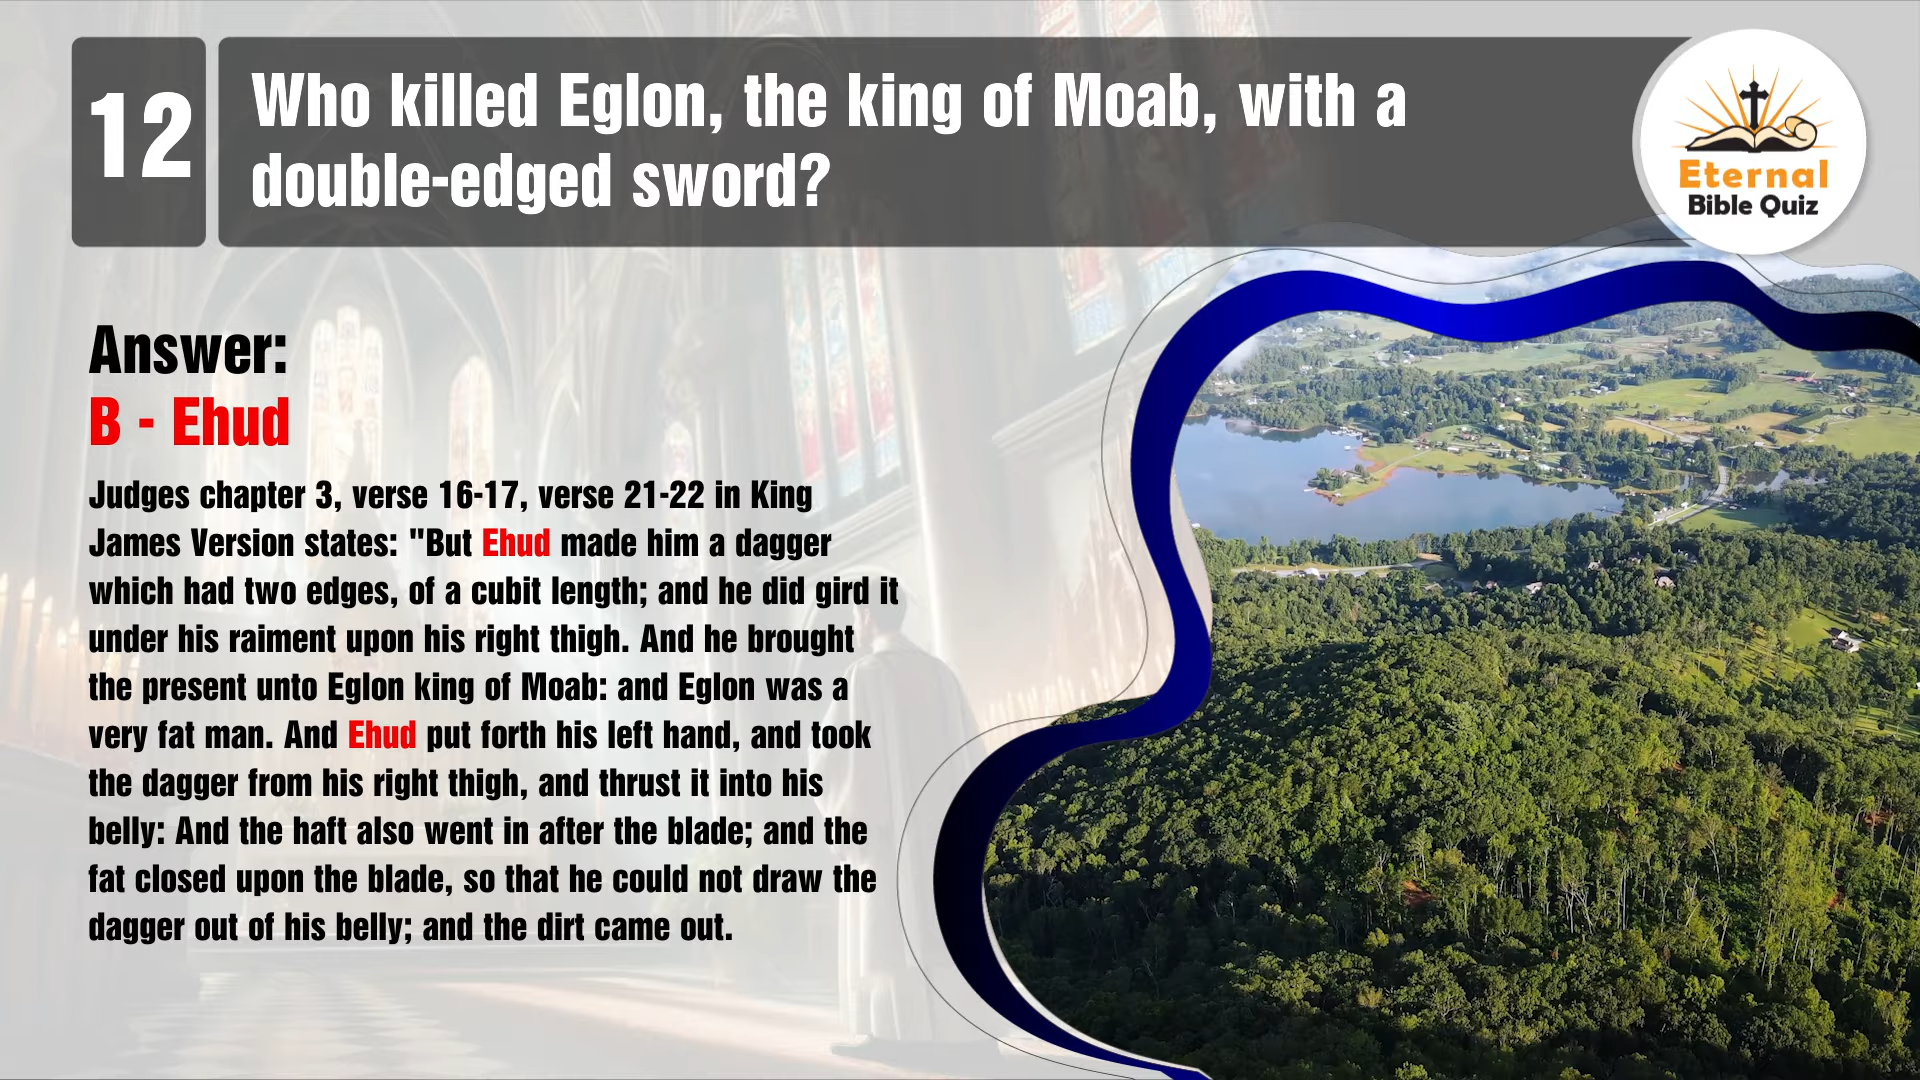 12
Who killed Eglon, the king of Moab, with a
double-edged sword?
Eternal
Bible Quiz
Answer:
B - Ehud
Judges chapter 3, verse 16-17, verse 21-22 in King
James Version states: "But Ehud made him a dagger
which had two edges, of a cubit length; and he did gird it
under his raiment upon his right thigh. And he brought
the present unto Eglon king of Moab: and Eglon was a
very fat man. And Ehud put forth his left hand, and took
the dagger from his right thigh, and thrust it into his
belly: And the haft also went in after the blade; and the
fat closed upon the blade, so that he could not draw the
dagger out of his belly; and the dirt came out.